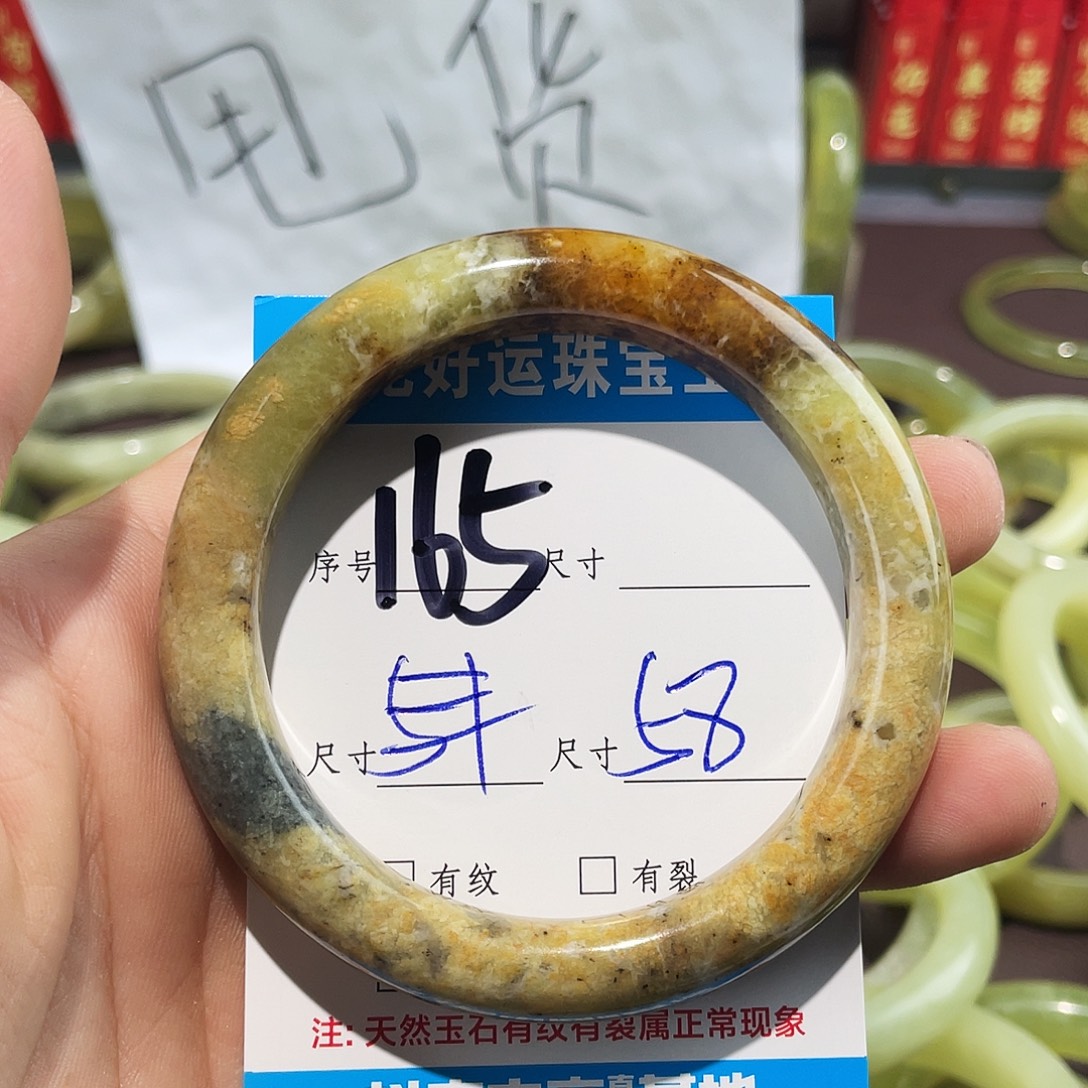 甩货
好运珠宝
序号 165 尺寸
尺寸 尺寸 58
有纹 有裂
注: 天然玉石有纹有裂属正常现象